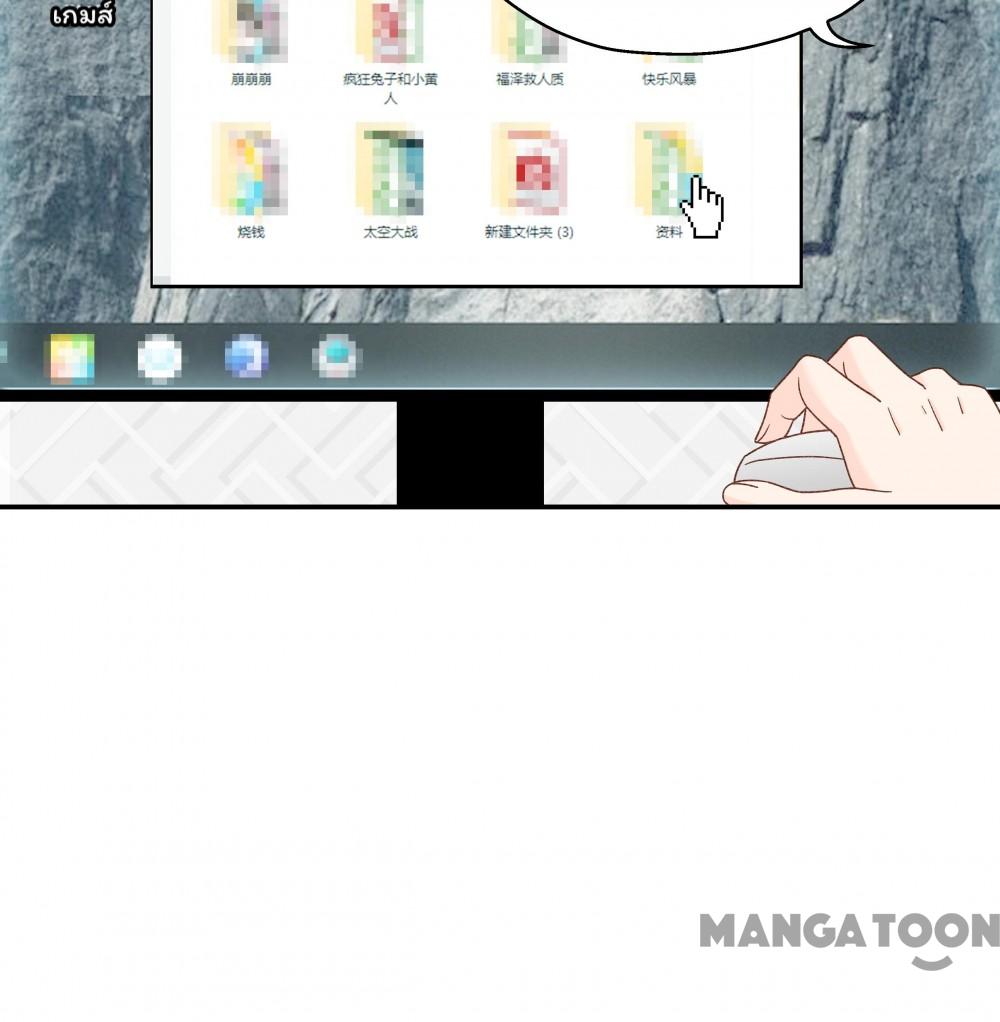 เกมส์
崩崩崩
疯狂兔子和小黄
人
福泽救人质
快乐风暴
烧钱
太空大战
新建文件夹 (3)
资料
MANGATOON